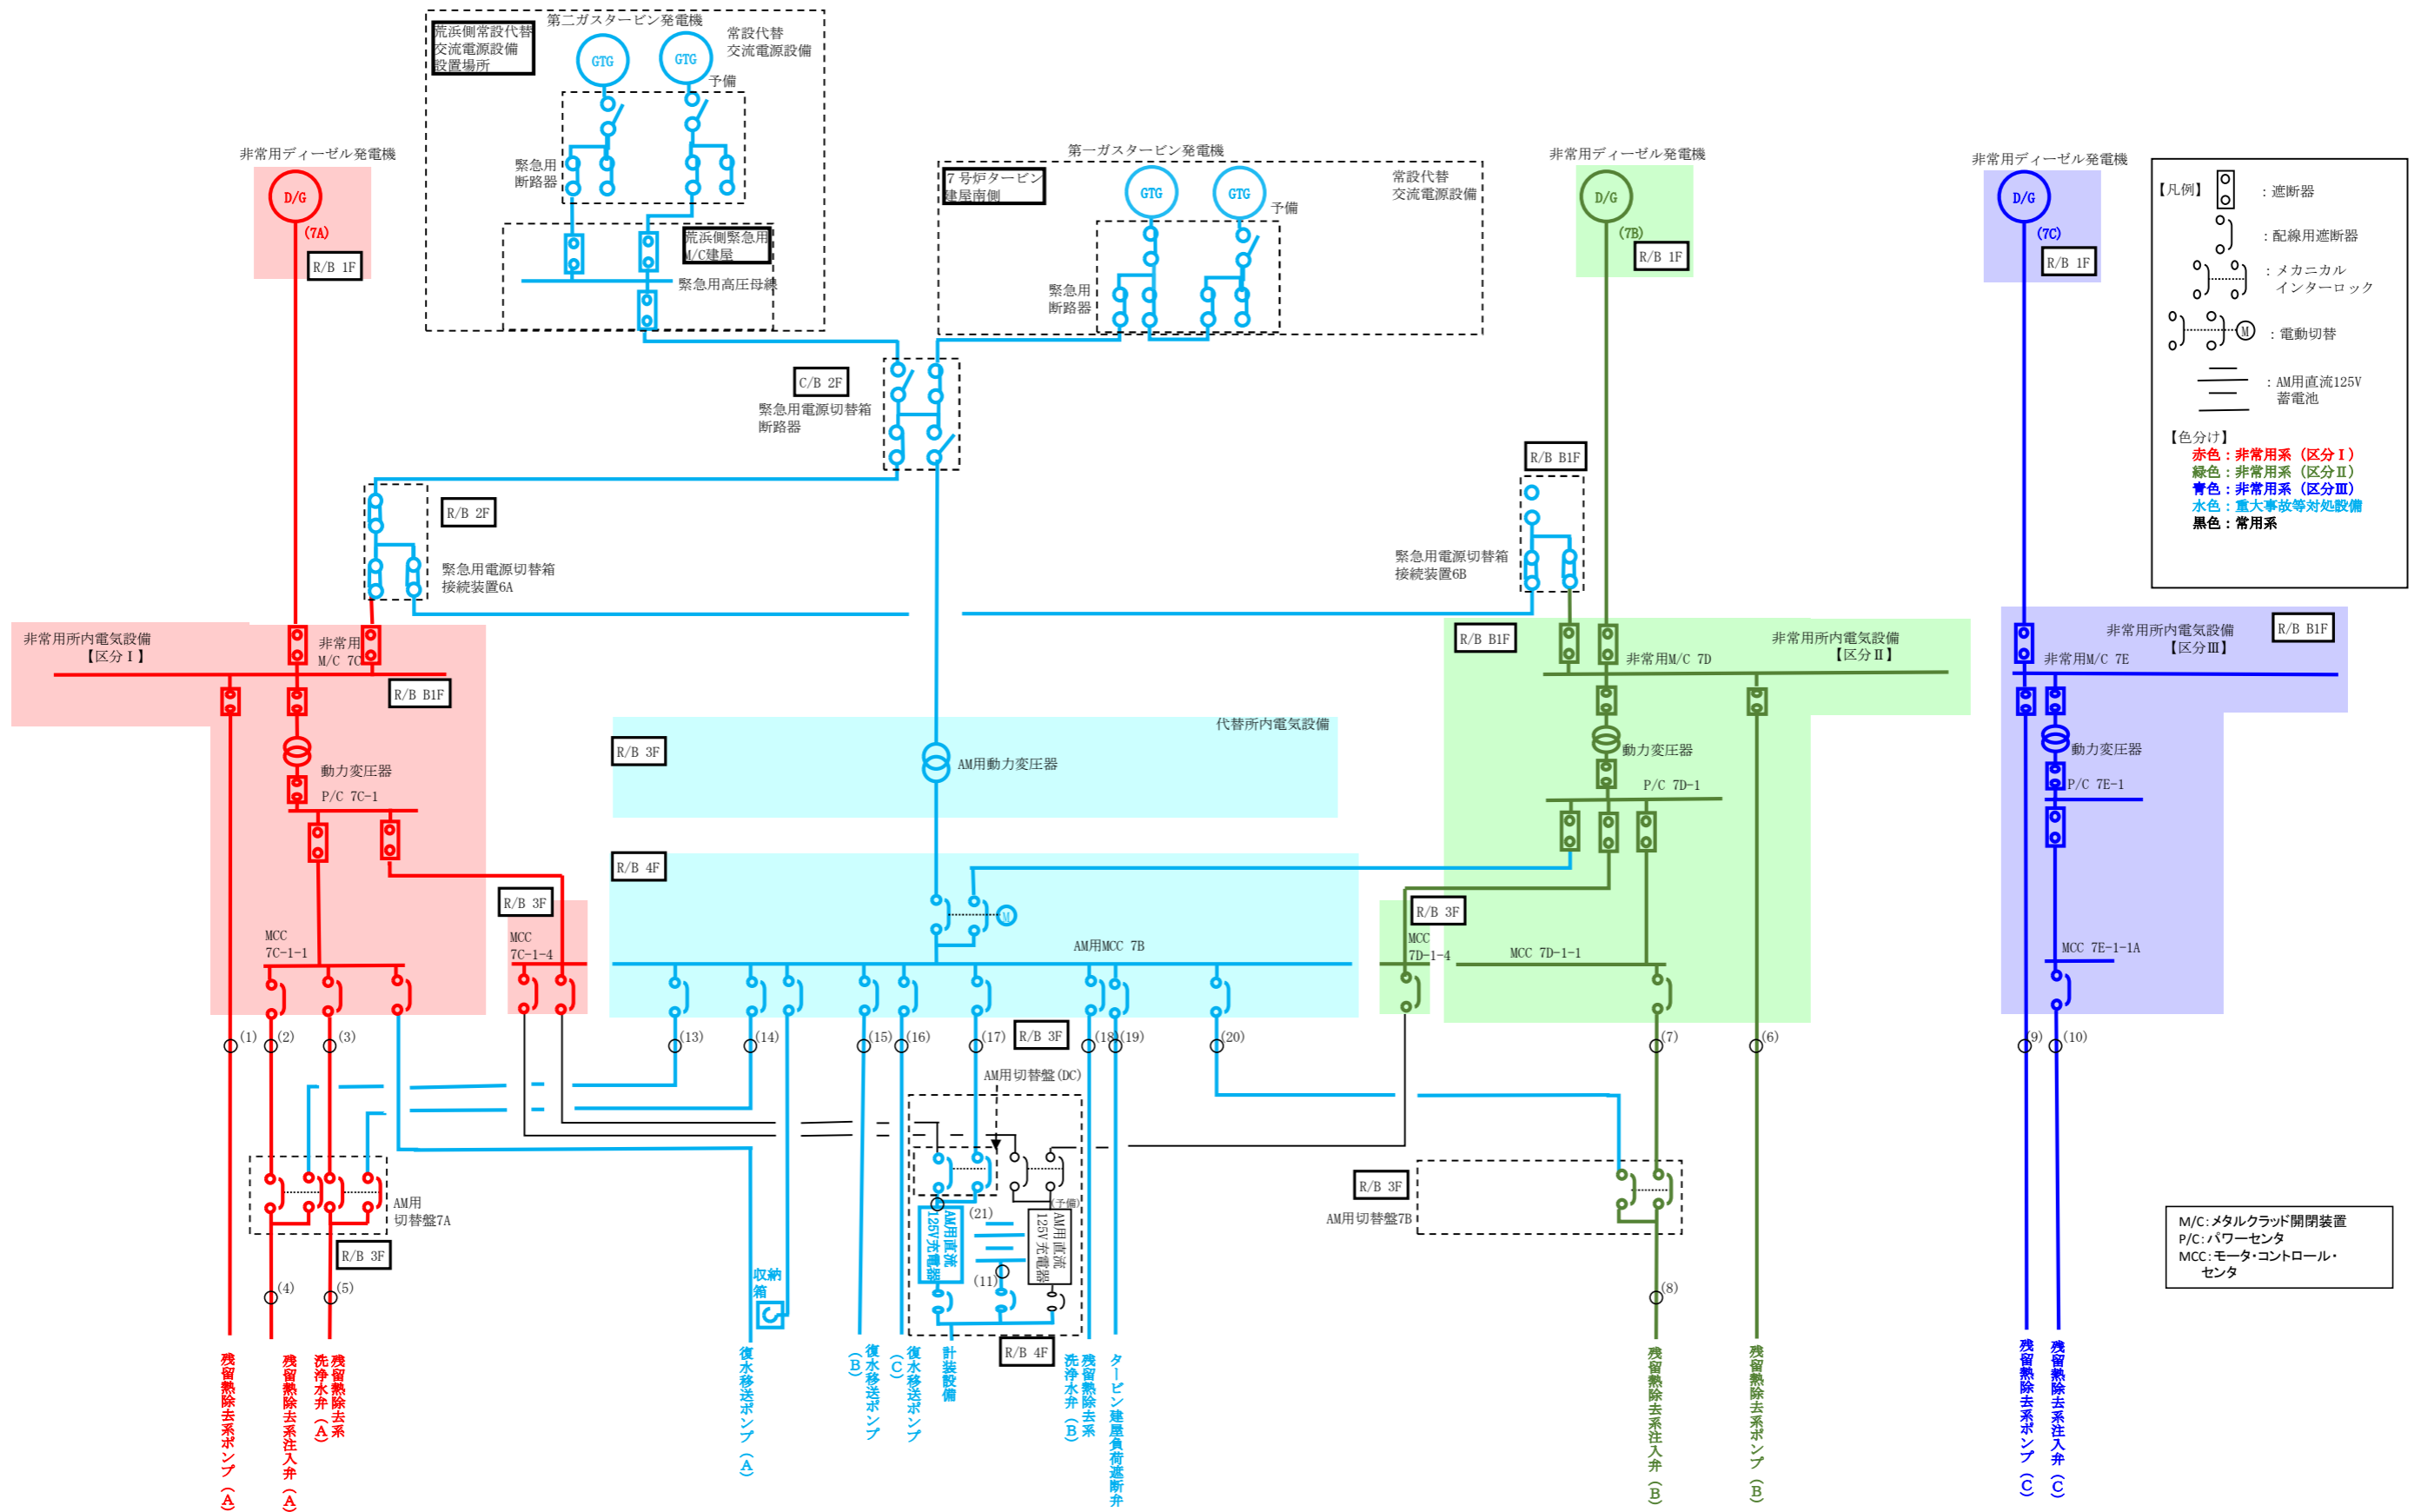 第二ガスタービン発電機
荒浜側常設代替
交流電源設備
設置場所
常設代替
交流電源設備
GTG
GTG
予備
緊急用
断路器
荒浜側緊急用
M/C建屋
緊急用高圧母線
非常用ディーゼル発電機
D/G
(7A)
R/B 1F
第一ガスタービン発電機
7号炉タービン
建屋南側
常設代替
交流電源設備
GTG
GTG
予備
緊急用
断路器
非常用ディーゼル発電機
D/G
(7B)
R/B 1F
非常用ディーゼル発電機
D/G
(7C)
R/B 1F
【凡例】
：遮断器
：配線用遮断器
：メカニカル
インターロック
M
：電動切替
：AM用直流125V
蓄電池
【色分け】
赤色：非常用系（区分Ⅰ）
緑色：非常用系（区分Ⅱ）
青色：非常用系（区分Ⅲ）
水色：重大事故等対処設備
黒色：常用系
C/B 2F
緊急用電源切替箱
断路器
R/B 2F
緊急用電源切替箱
接続装置6A
R/B B1F
緊急用電源切替箱
接続装置6B
非常用所内電気設備
【区分Ⅰ】
非常用
M/C 7C
R/B B1F
動力変圧器
P/C 7C-1
MCC
7C-1-1
R/B 3F
MCC
7C-1-4
代替所内電気設備
R/B 3F
AM用動力変圧器
R/B 4F
M
AM用MCC 7B
R/B B1F
非常用所内電気設備
【区分Ⅱ】
非常用M/C 7D
動力変圧器
P/C 7D-1
R/B 3F
MCC
7D-1-4
MCC 7D-1-1
R/B B1F
非常用所内電気設備
【区分Ⅲ】
非常用M/C 7E
動力変圧器
P/C 7E-1
MCC 7E-1-1A
(1)
(2)
(3)
(13)
(14)
(15)
(16)
(17)
R/B 3F
(18)
(19)
(20)
(7)
(6)
(9)
(10)
AM用切替盤(DC)
AM用
切替盤7A
R/B 3F
(4)
(5)
(21)
(予備)
AM用直流
125V充電器
(11)
AM用直流
125V充電器
R/B 4F
収納
箱
R/B 3F
AM用切替盤7B
(8)
M/C：メタルクラッド開閉装置
P/C：パワーセンタ
MCC：モータ・コントロール・
センタ
残留熱除去系ポンプ（A）
残留熱除去系注入弁（A）
残留熱除去系
洗浄水弁（A）
復水移送ポンプ（A）
復水移送ポンプ
（B）
復水移送ポンプ
（C）
計装設備
残留熱除去系
洗浄水弁（B）
タービン建屋負荷遮断弁
残留熱除去系注入弁（B）
残留熱除去系ポンプ（B）
残留熱除去系ポンプ（C）
残留熱除去系注入弁（C）